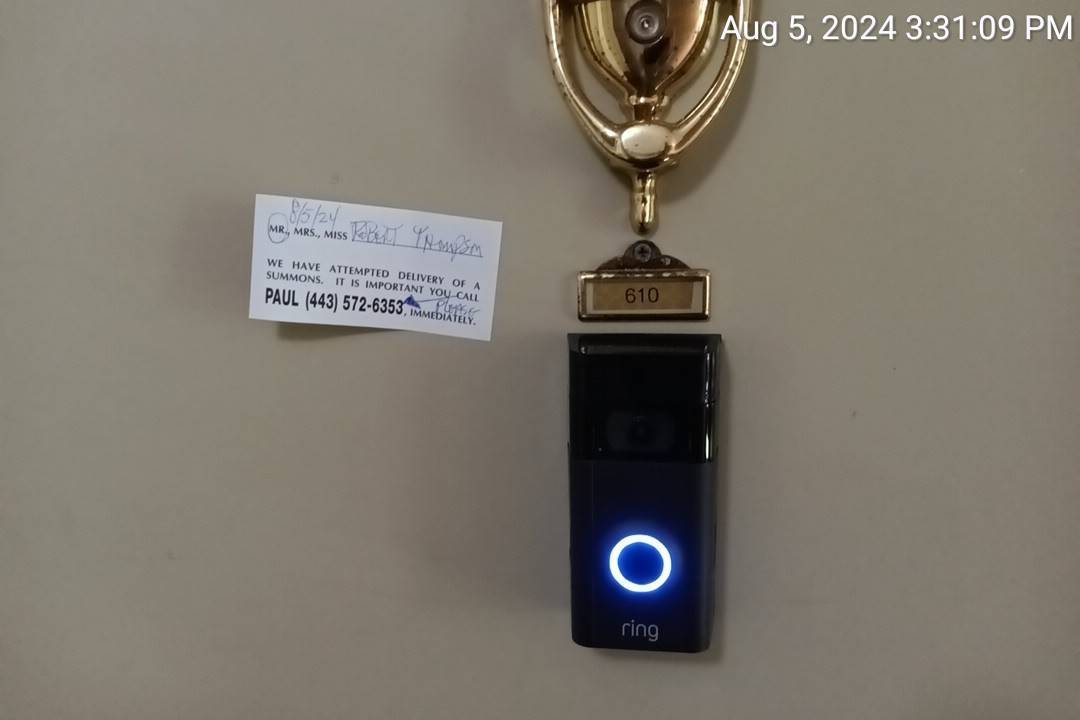 Aug 5, 2024 3:31:09 PM
8/5/24
MR., MRS., MISS ROBERT Thompson
WE HAVE ATTEMPTED DELIVERY OF A
SUMMONS. IT IS IMPORTANT YOU CALL
PAUL (443) 572-6353, IMMEDIATELY.
Please
610
ring